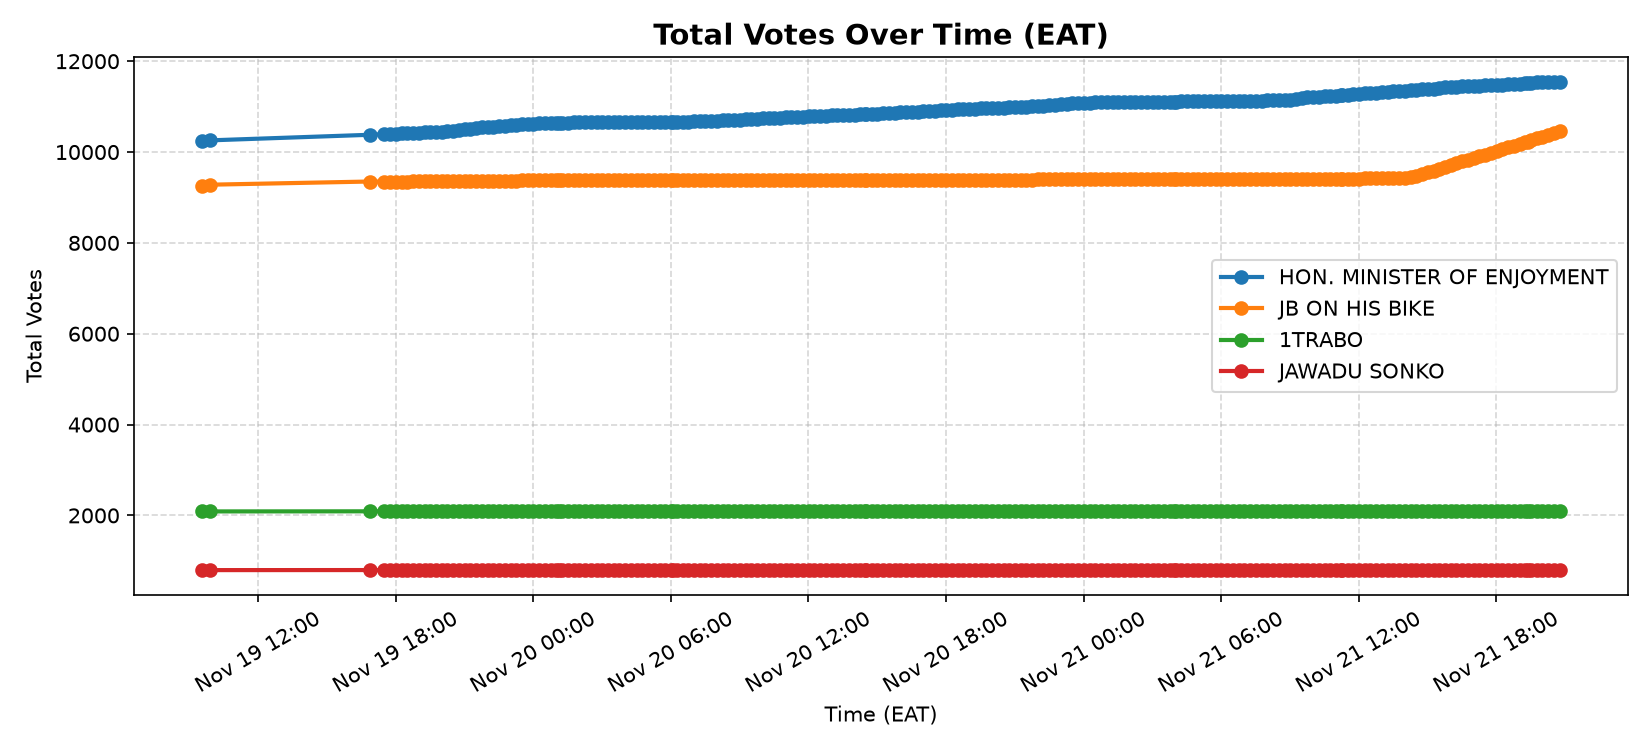 Total Votes Over Time (EAT)
12000
10000
8000
6000
4000
2000
Total Votes
HON. MINISTER OF ENJOYMENT
JB ON HIS BIKE
1TRABO
JAWADU SONKO
Nov 19 12:00
Nov 19 18:00
Nov 20 00:00
Nov 20 06:00
Nov 20 12:00
Nov 20 18:00
Nov 21 00:00
Nov 21 06:00
Nov 21 12:00
Nov 21 18:00
Time (EAT)